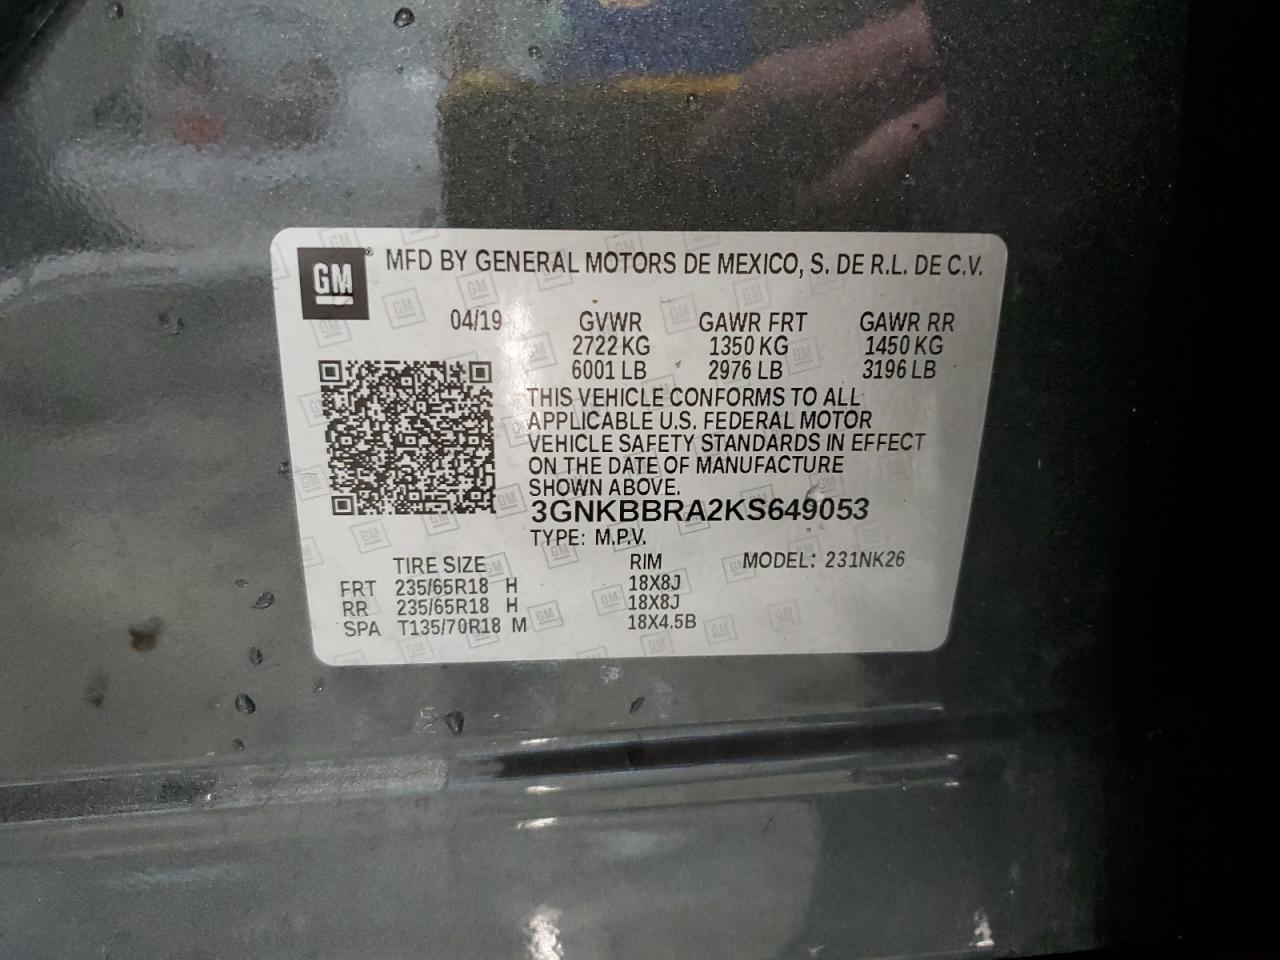 GM ® MFD BY GENERAL MOTORS DE MEXICO, S. DE R.L. DE C.V.
04/19 GVWR GAWR FRT GAWR RR
2722 KG 1350 KG 1450 KG
6001 LB 2976 LB 3196 LB
THIS VEHICLE CONFORMS TO ALL
APPLICABLE U.S. FEDERAL MOTOR
VEHICLE SAFETY STANDARDS IN EFFECT
ON THE DATE OF MANUFACTURE
SHOWN ABOVE.
3GNKBBRA2KS649053
TYPE: M.P.V.
TIRE SIZE RIM MODEL: 231NK26
FRT 235/65R18 H 18X8J
RR 235/65R18 H 18X8J
SPA T135/70R18 M 18X4.5B